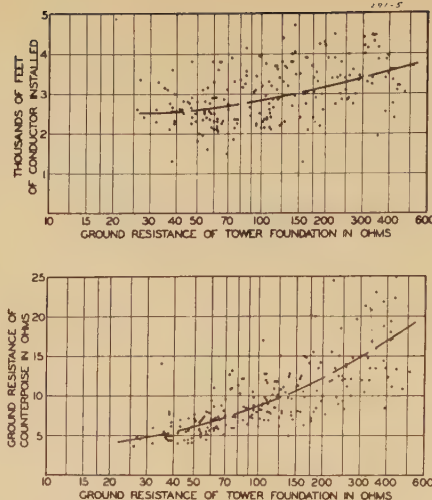 291-5
THOUSANDS OF FEET
OF CONDUCTOR INSTALLED
5
4
3
2
1
10 15 20 30 40 50 70 100 150 200 300 400 600
GROUND RESISTANCE OF TOWER FOUNDATION IN OHMS
GROUND RESISTANCE OF
COUNTERPOISE IN OHMS
25
20
15
10
5
10 15 20 30 40 50 70 100 150 200 300 400 600
GROUND RESISTANCE OF TOWER FOUNDATION IN OHMS